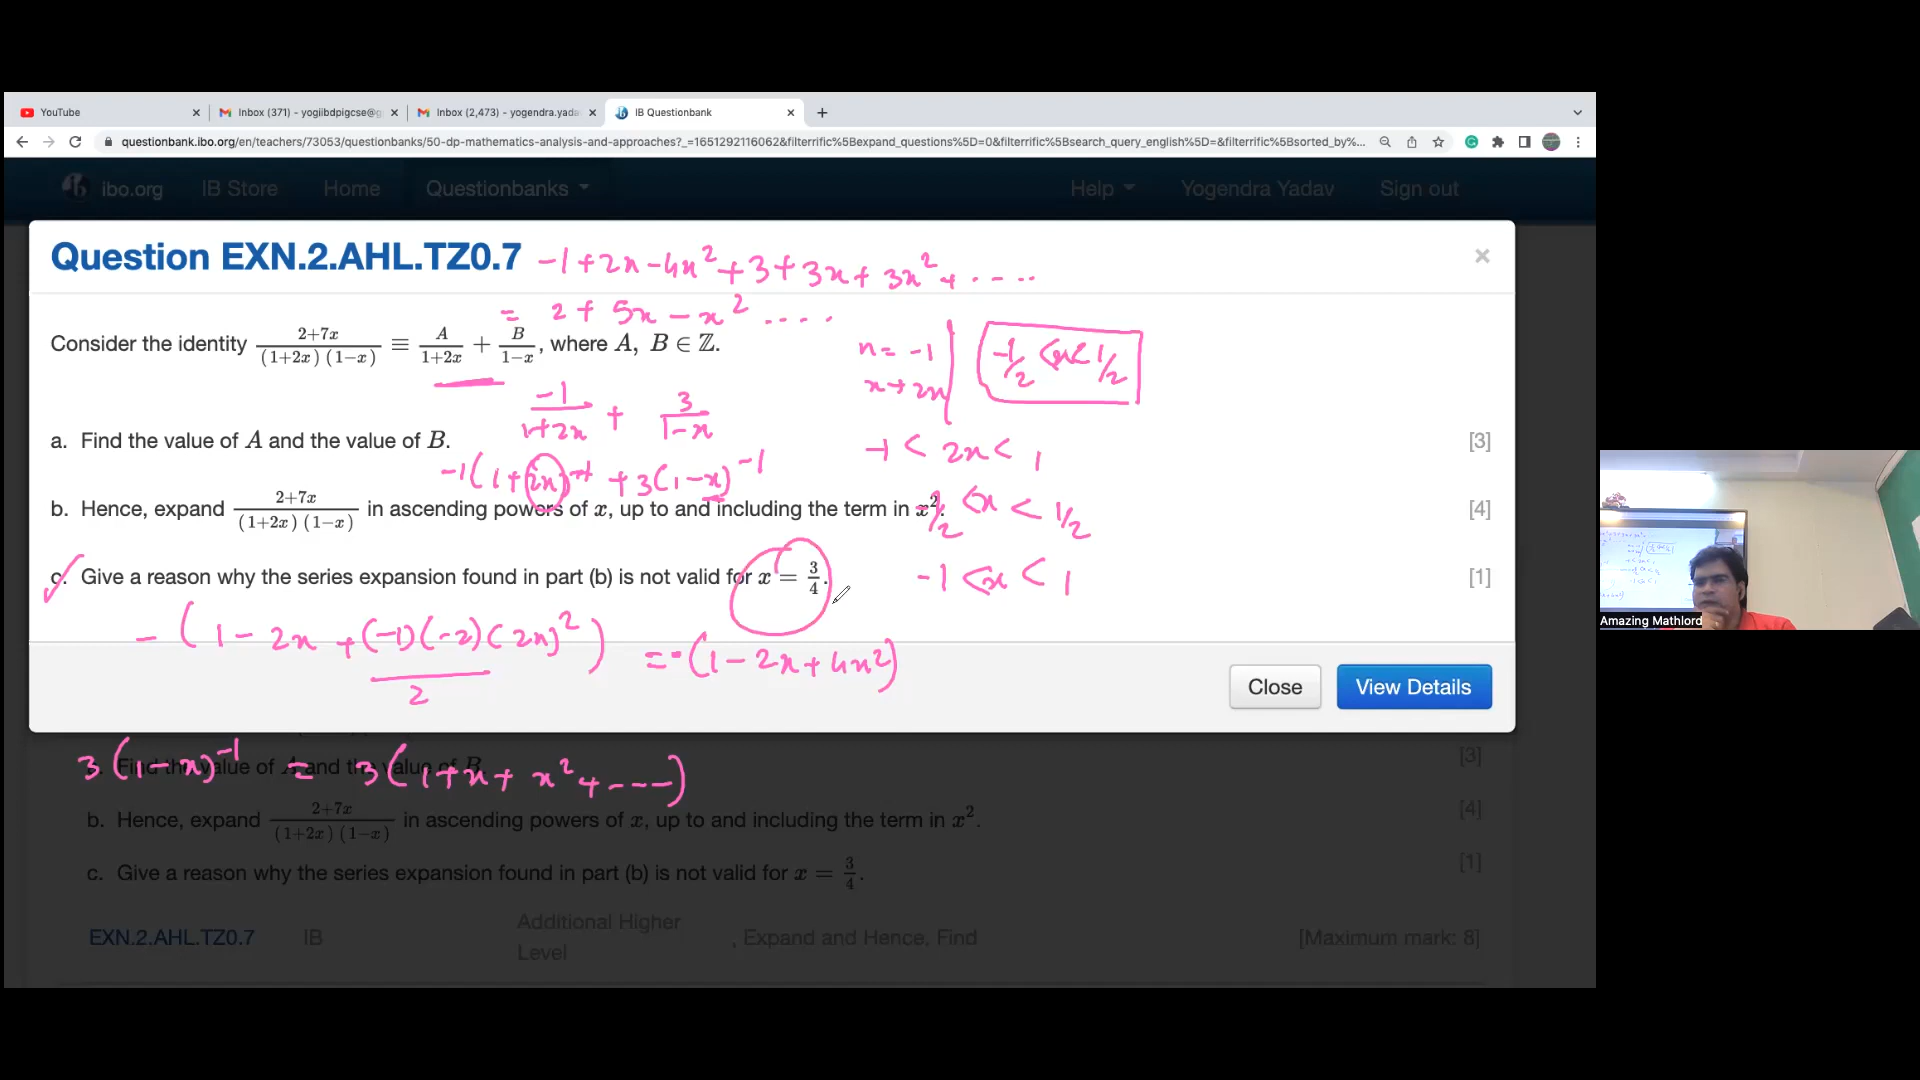 YouTube
Inbox (371) - yogiibdpigcse@g
Inbox (2,473) - yogendra.yada
IB Questionbank
questionbank.ibo.org/en/teachers/73053/questionbanks/50-dp-mathematics-analysis-and-approaches?_=1651292116062&filterrific%5Bexpand_questions%5D=0&filterrific%5Bsearch_query_english%5D=&filterrific%5Bsorted_by%...
ibo.org IB Store Home Questionbanks Help Yogendra Yadav Sign out
Question EXN.2.AHL.TZ0.7
-1+2x-4x²+3+3x+3x²+.....
= 2+5x-x²....
Consider the identity (2+7x)/((1+2x)(1−x)) ≡ A/(1+2x) + B/(1−x), where A, B ∈ ℤ.
n = -1
x→2x
-1/2 <x< 1/2
-1/(1+2x) + 3/(1-x)
a. Find the value of A and the value of B. [3]
-1 < 2x < 1
-1(1+2x)⁻¹ + 3(1-x)⁻¹
b. Hence, expand (2+7x)/((1+2x)(1−x)) in ascending powers of x, up to and including the term in x². [4]
-1/2 <x < 1/2
c. Give a reason why the series expansion found in part (b) is not valid for x = 3/4. [1]
-1 <x < 1
-(1-2x+(-1)(-2)(2x)²/2) = -(1-2x+4x²)
Close View Details
3(1-x)⁻¹ = 3(1+x+x²+----)
a. Find the value of A and the value of B. [3]
b. Hence, expand (2+7x)/((1+2x)(1−x)) in ascending powers of x, up to and including the term in x². [4]
c. Give a reason why the series expansion found in part (b) is not valid for x = 3/4. [1]
EXN.2.AHL.TZ0.7 IB Additional Higher Level , Expand and Hence, Find [Maximum mark: 8]
Amazing Mathlord